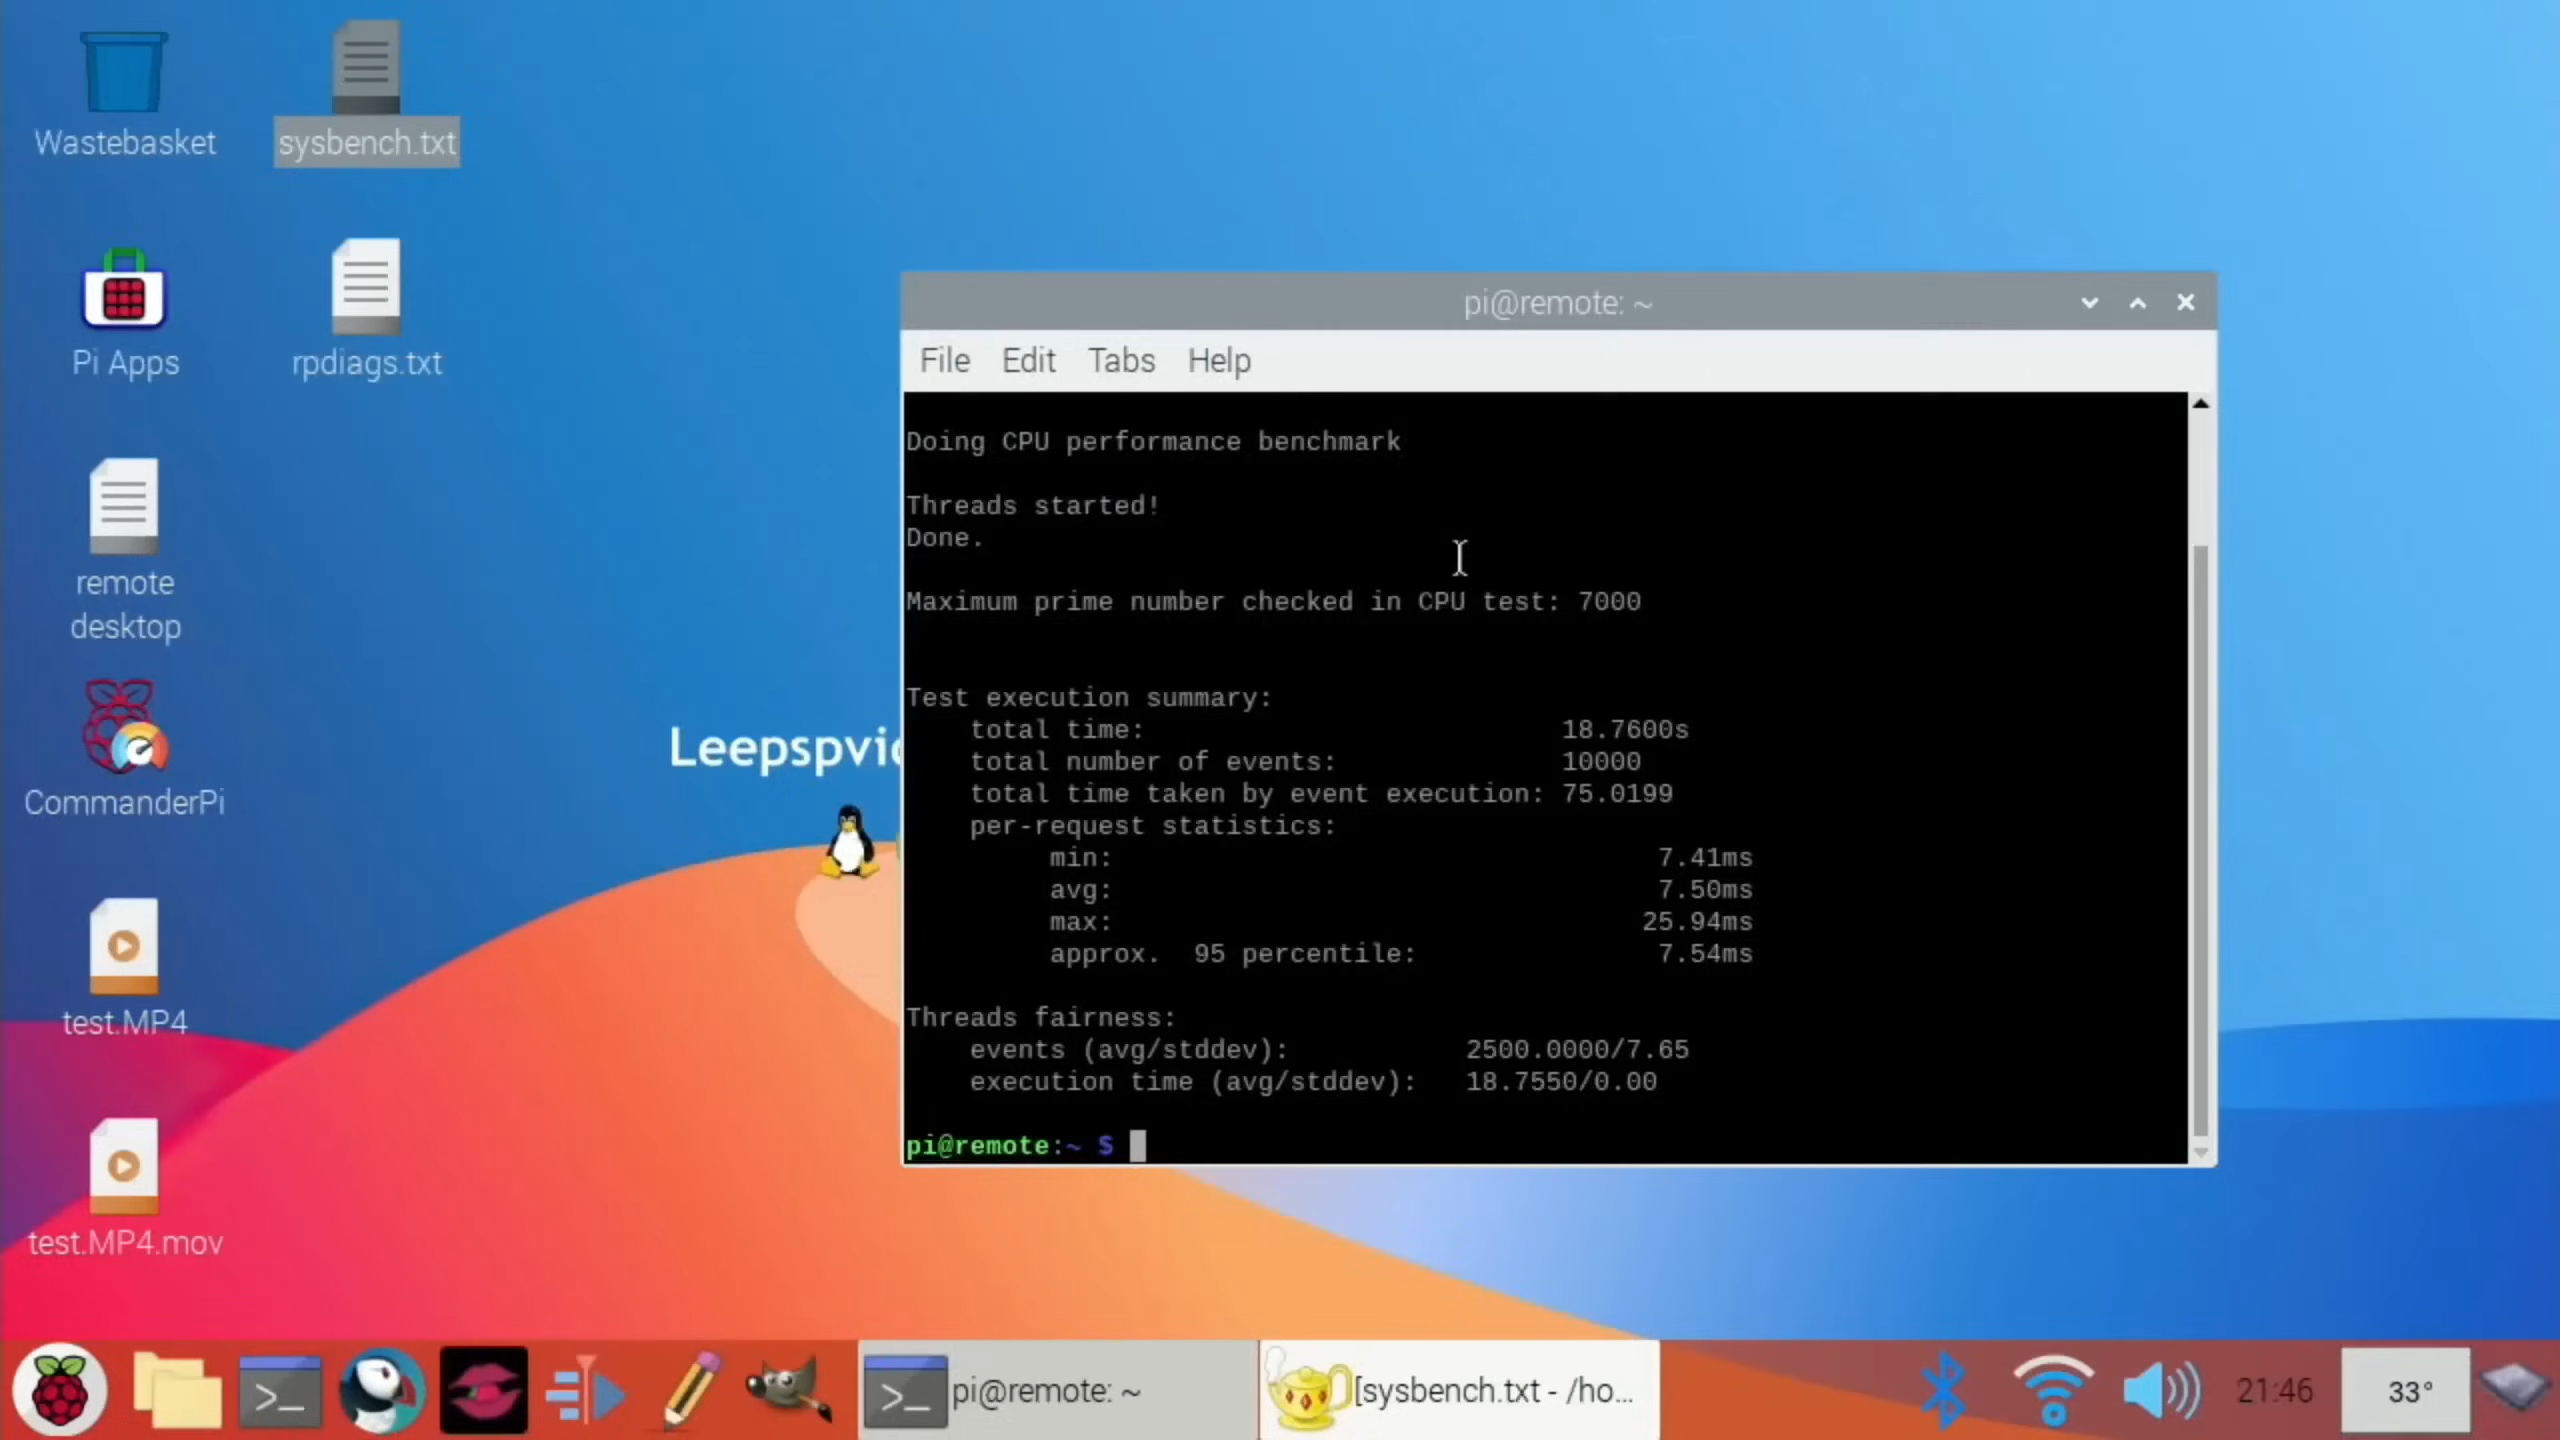 Wastebasket
sysbench.txt
Pi Apps
rpdiags.txt
remote
desktop
CommanderPi
test.MP4
test.MP4.mov
pi@remote: ~
File Edit Tabs Help
Doing CPU performance benchmark
Threads started!
Done.
Maximum prime number checked in CPU test: 7000
Test execution summary:
total time: 18.7600s
total number of events: 10000
total time taken by event execution: 75.0199
per-request statistics:
min: 7.41ms
avg: 7.50ms
max: 25.94ms
approx. 95 percentile: 7.54ms
Threads fairness:
events (avg/stddev): 2500.0000/7.65
execution time (avg/stddev): 18.7550/0.00
pi@remote:~ $
pi@remote: ~
[sysbench.txt - /ho...
21:46
33°